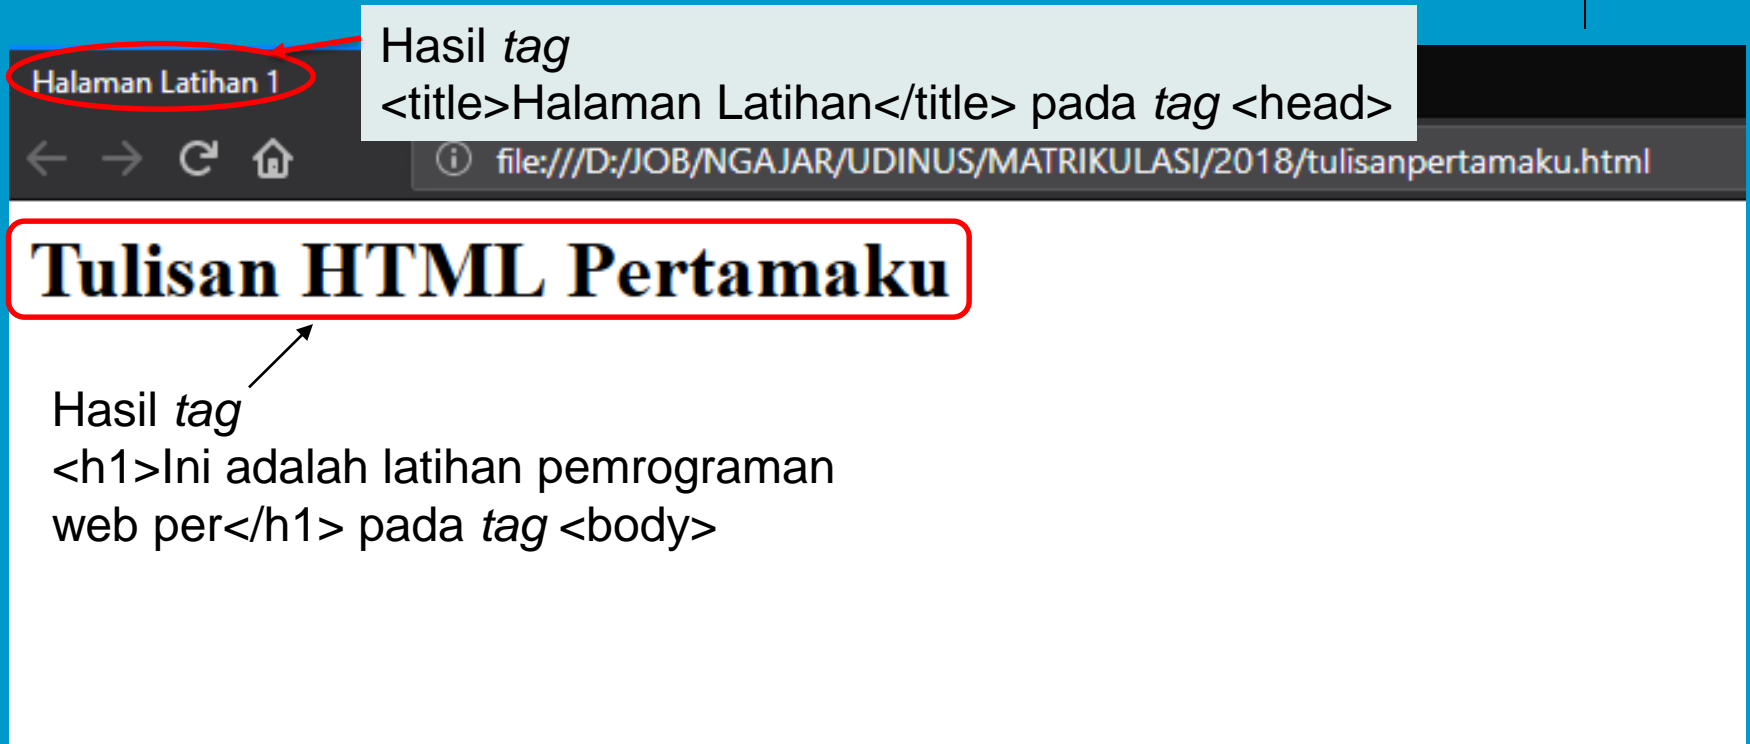 Hasil tag
<title>Halaman Latihan</title> pada tag <head>
Halaman Latihan 1
file:///D:/JOB/NGAJAR/UDINUS/MATRIKULASI/2018/tulisanpertamaku.html
Tulisan HTML Pertamaku
Hasil tag
<h1>Ini adalah latihan pemrograman
web per</h1> pada tag <body>